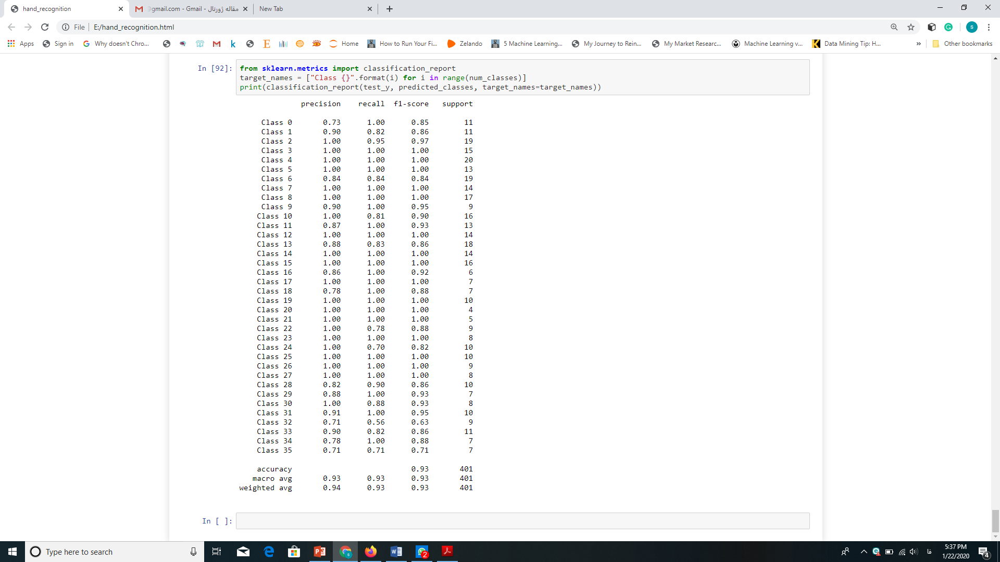 hand_recognition
@gmail.com - Gmail - مقاله ژورنال
New Tab
File
E:/hand_recognition.html
Apps
Sign in
Why doesn't Chro...
Home
How to Run Your Fi...
Zelando
5 Machine Learning...
My Journey to Rein...
My Market Researc...
Machine Learning v...
Data Mining Tip: H...
»
Other bookmarks
In [92]:
from sklearn.metrics import classification_report
target_names = ["Class {}".format(i) for i in range(num_classes)]
print(classification_report(test_y, predicted_classes, target_names=target_names))
precision recall f1-score support
Class 0 0.73 1.00 0.85 11
Class 1 0.90 0.82 0.86 11
Class 2 1.00 0.95 0.97 19
Class 3 1.00 1.00 1.00 15
Class 4 1.00 1.00 1.00 20
Class 5 1.00 1.00 1.00 13
Class 6 0.84 0.84 0.84 19
Class 7 1.00 1.00 1.00 14
Class 8 1.00 1.00 1.00 17
Class 9 0.90 1.00 0.95 9
Class 10 1.00 0.81 0.90 16
Class 11 0.87 1.00 0.93 13
Class 12 1.00 1.00 1.00 14
Class 13 0.88 0.83 0.86 18
Class 14 1.00 1.00 1.00 14
Class 15 1.00 1.00 1.00 16
Class 16 0.86 1.00 0.92 6
Class 17 1.00 1.00 1.00 7
Class 18 0.78 1.00 0.88 7
Class 19 1.00 1.00 1.00 10
Class 20 1.00 1.00 1.00 4
Class 21 1.00 1.00 1.00 5
Class 22 1.00 0.78 0.88 9
Class 23 1.00 1.00 1.00 8
Class 24 1.00 0.70 0.82 10
Class 25 1.00 1.00 1.00 10
Class 26 1.00 1.00 1.00 9
Class 27 1.00 1.00 1.00 8
Class 28 0.82 0.90 0.86 10
Class 29 0.88 1.00 0.93 7
Class 30 1.00 0.88 0.93 8
Class 31 0.91 1.00 0.95 10
Class 32 0.71 0.56 0.63 9
Class 33 0.90 0.82 0.86 11
Class 34 0.78 1.00 0.88 7
Class 35 0.71 0.71 0.71 7
accuracy 0.93 401
macro avg 0.93 0.93 0.93 401
weighted avg 0.94 0.93 0.93 401
In [ ]:
Type here to search
2
فا
5:37 PM
1/22/2020
4